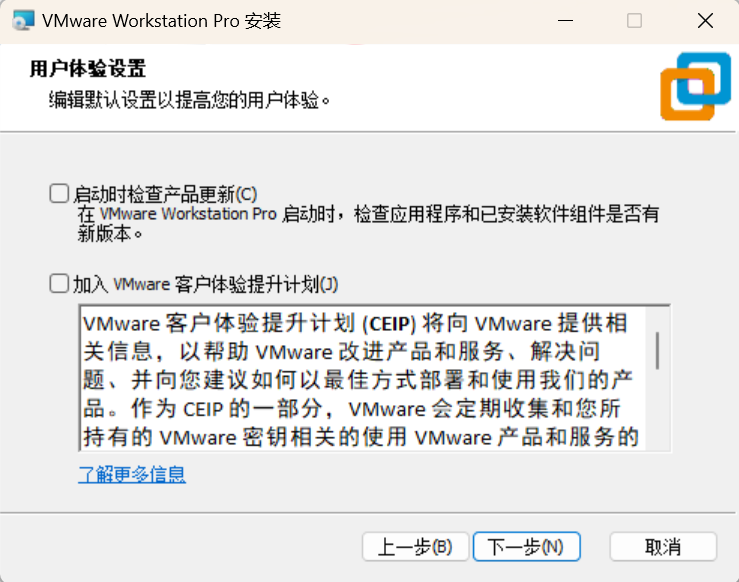 VMware Workstation Pro 安装
用户体验设置
编辑默认设置以提高您的用户体验。
启动时检查产品更新(C)
在 VMware Workstation Pro 启动时，检查应用程序和已安装软件组件是否有
新版本。
加入 VMware 客户体验提升计划(J)
VMware 客户体验提升计划 (CEIP) 将向 VMware 提供相
关信息，以帮助 VMware 改进产品和服务、解决问
题、并向您建议如何以最佳方式部署和使用我们的产
品。作为 CEIP 的一部分，VMware 会定期收集和您所
持有的 VMware 密钥相关的使用 VMware 产品和服务的
了解更多信息
上一步(B)
下一步(N)
取消